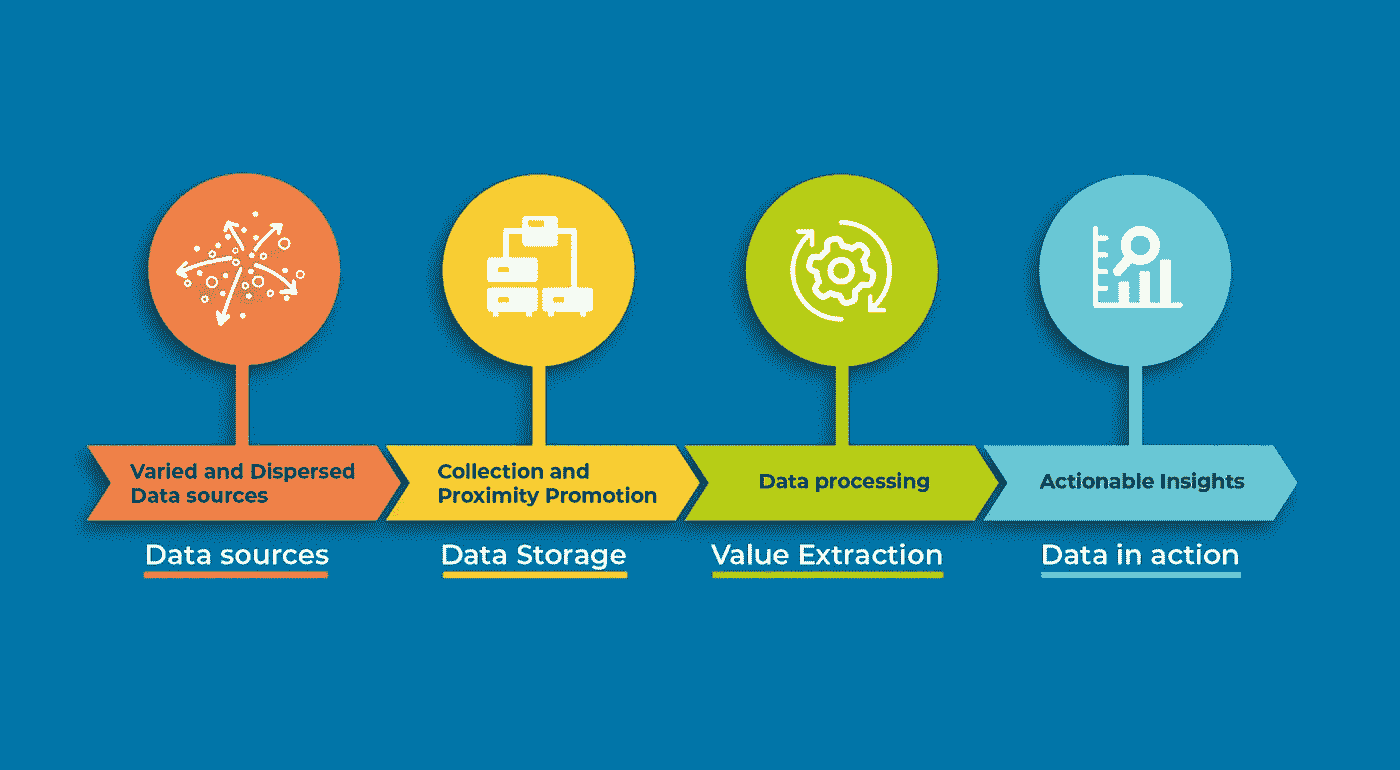 Varied and Dispersed
Data sources
Collection and
Proximity Promotion
Data processing
Actionable Insights
Data sources
Data Storage
Value Extraction
Data in action